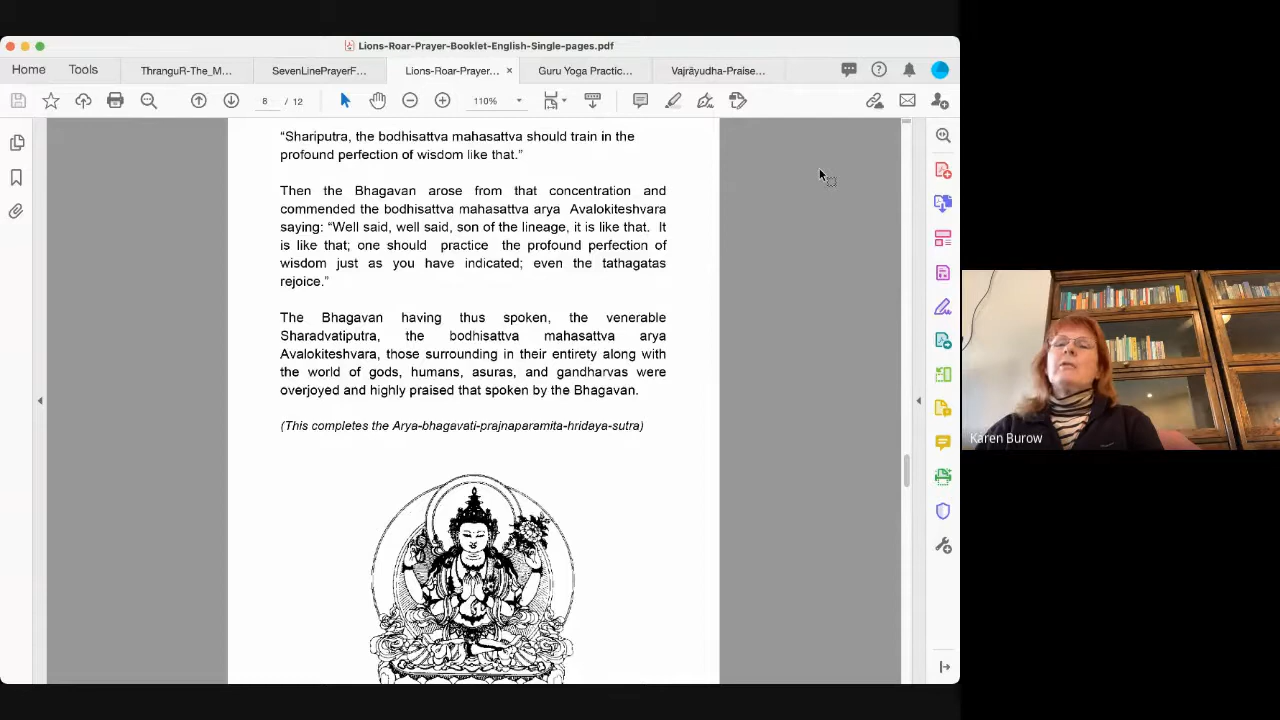 Lions-Roar-Prayer-Booklet-English-Single-pages.pdf
Home Tools ThranguR-The_M... SevenLinePrayerF... Lions-Roar-Prayer... × Guru Yoga Practic... Vajrāyudha-Praise...
8 / 12 110%
“Shariputra, the bodhisattva mahasattva should train in the
profound perfection of wisdom like that.”
Then the Bhagavan arose from that concentration and
commended the bodhisattva mahasattva arya Avalokiteshvara
saying: “Well said, well said, son of the lineage, it is like that. It
is like that; one should practice the profound perfection of
wisdom just as you have indicated; even the tathagatas
rejoice.”
The Bhagavan having thus spoken, the venerable
Sharadvatiputra, the bodhisattva mahasattva arya
Avalokiteshvara, those surrounding in their entirety along with
the world of gods, humans, asuras, and gandharvas were
overjoyed and highly praised that spoken by the Bhagavan.
(This completes the Arya-bhagavati-prajnaparamita-hridaya-sutra)
Karen Burow